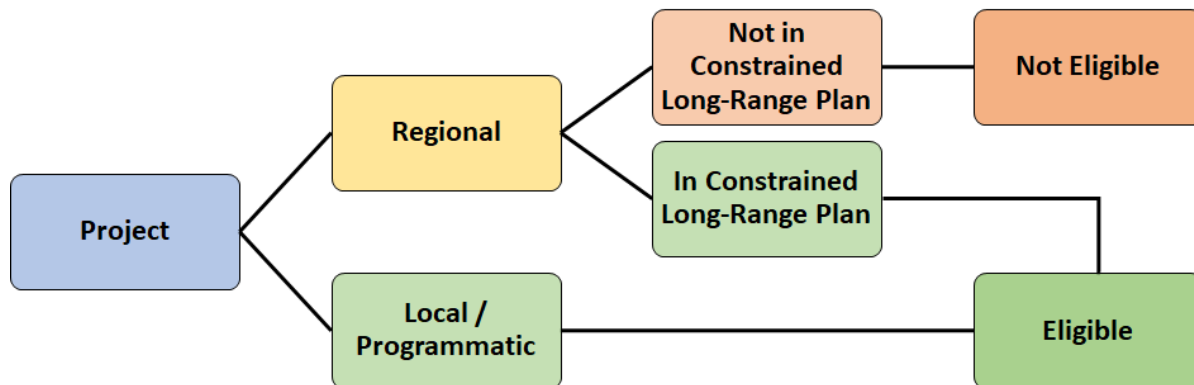 Not in
Constrained
Long-Range Plan
Not Eligible
Regional
In Constrained
Long-Range Plan
Project
Local /
Programmatic
Eligible